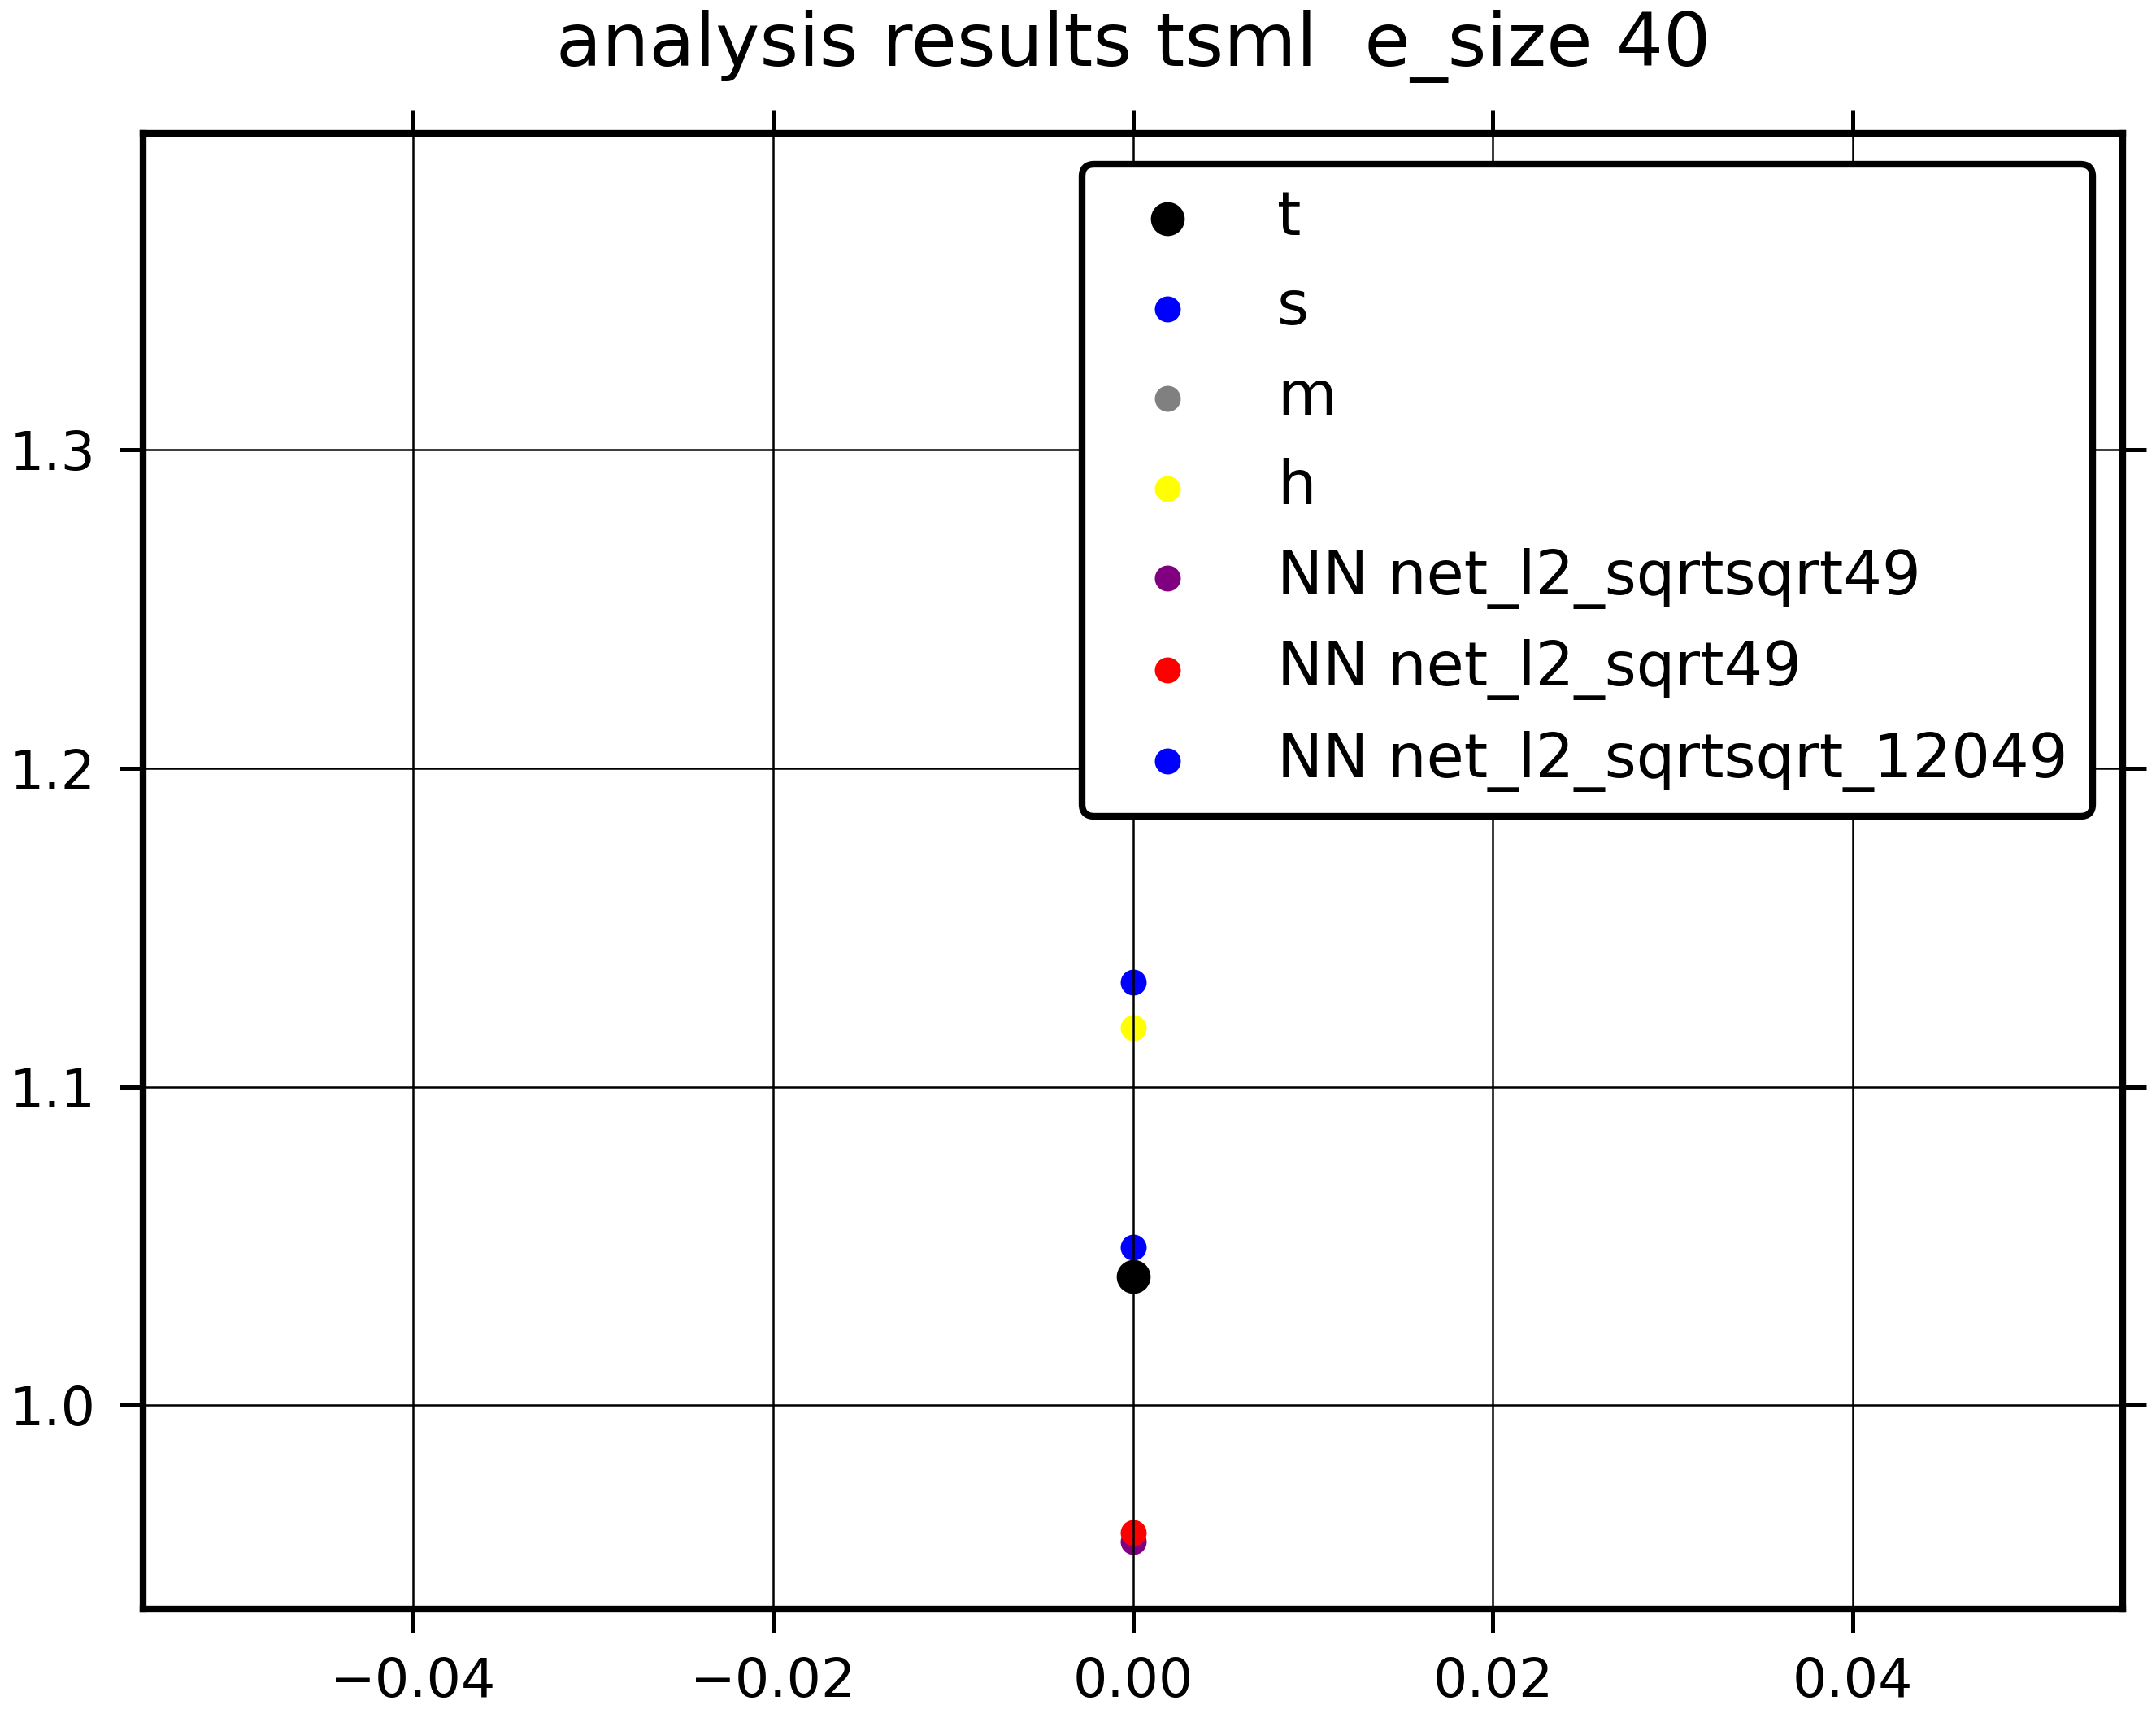 analysis results tsml  e_size 40
t
s
m
h
NN net_l2_sqrtsqrt49
NN net_l2_sqrt49
NN net_l2_sqrtsqrt_12049
1.3
1.2
1.1
1.0
−0.04 −0.02 0.00 0.02 0.04